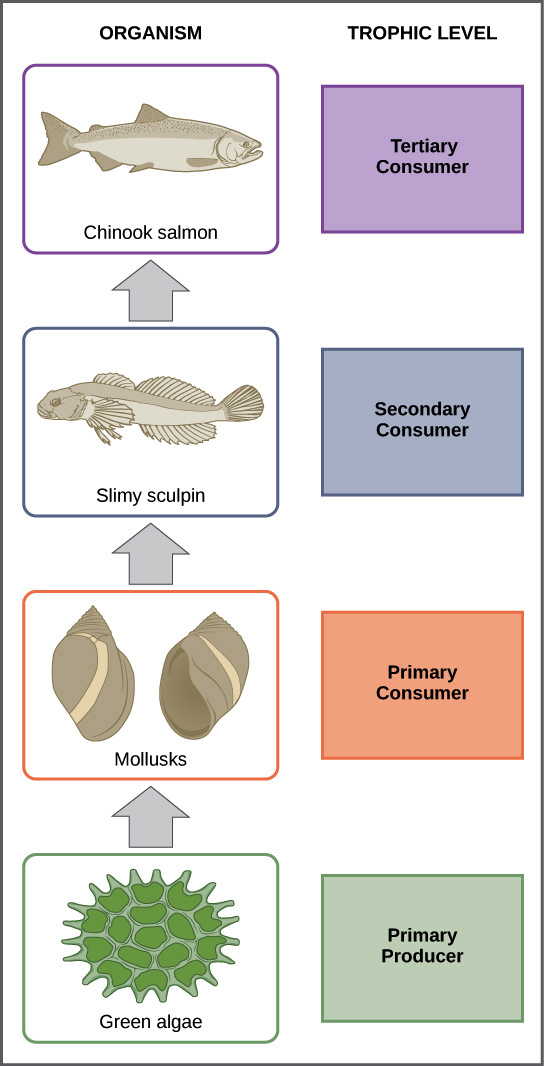 ORGANISM
TROPHIC LEVEL
Chinook salmon
Tertiary
Consumer
Slimy sculpin
Secondary
Consumer
Mollusks
Primary
Consumer
Green algae
Primary
Producer